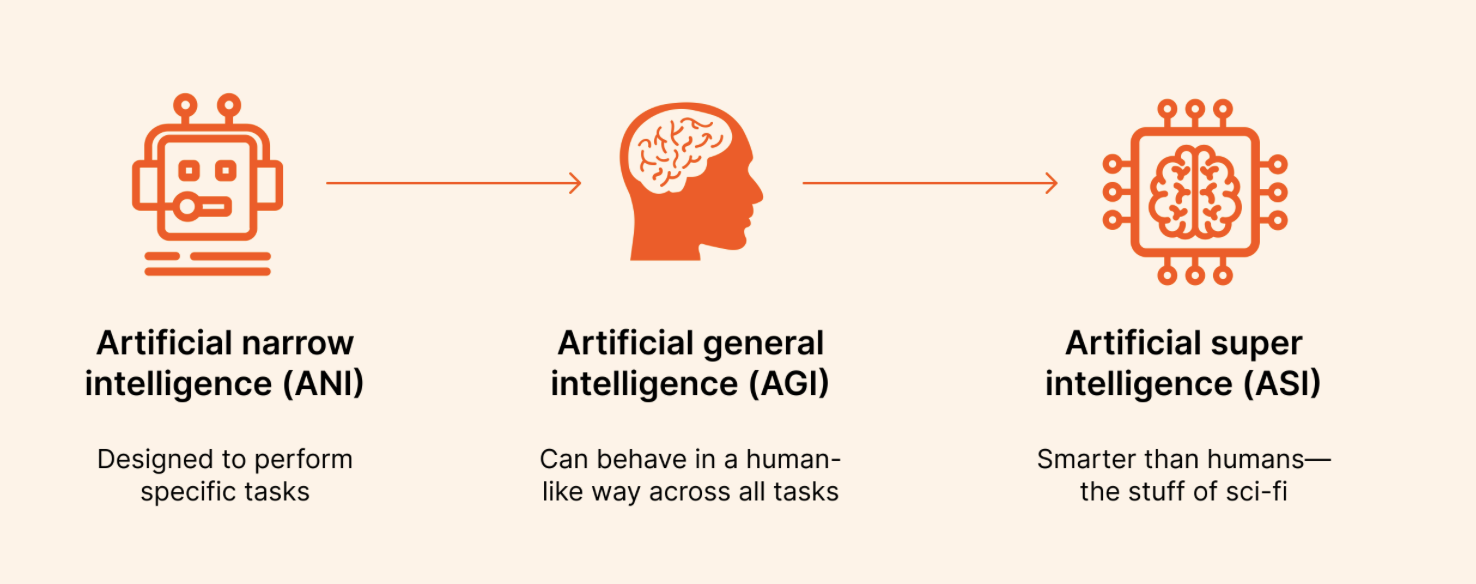 Artificial narrow
intelligence (ANI)
Designed to perform
specific tasks
Artificial general
intelligence (AGI)
Can behave in a human-
like way across all tasks
Artificial super
intelligence (ASI)
Smarter than humans—
the stuff of sci-fi